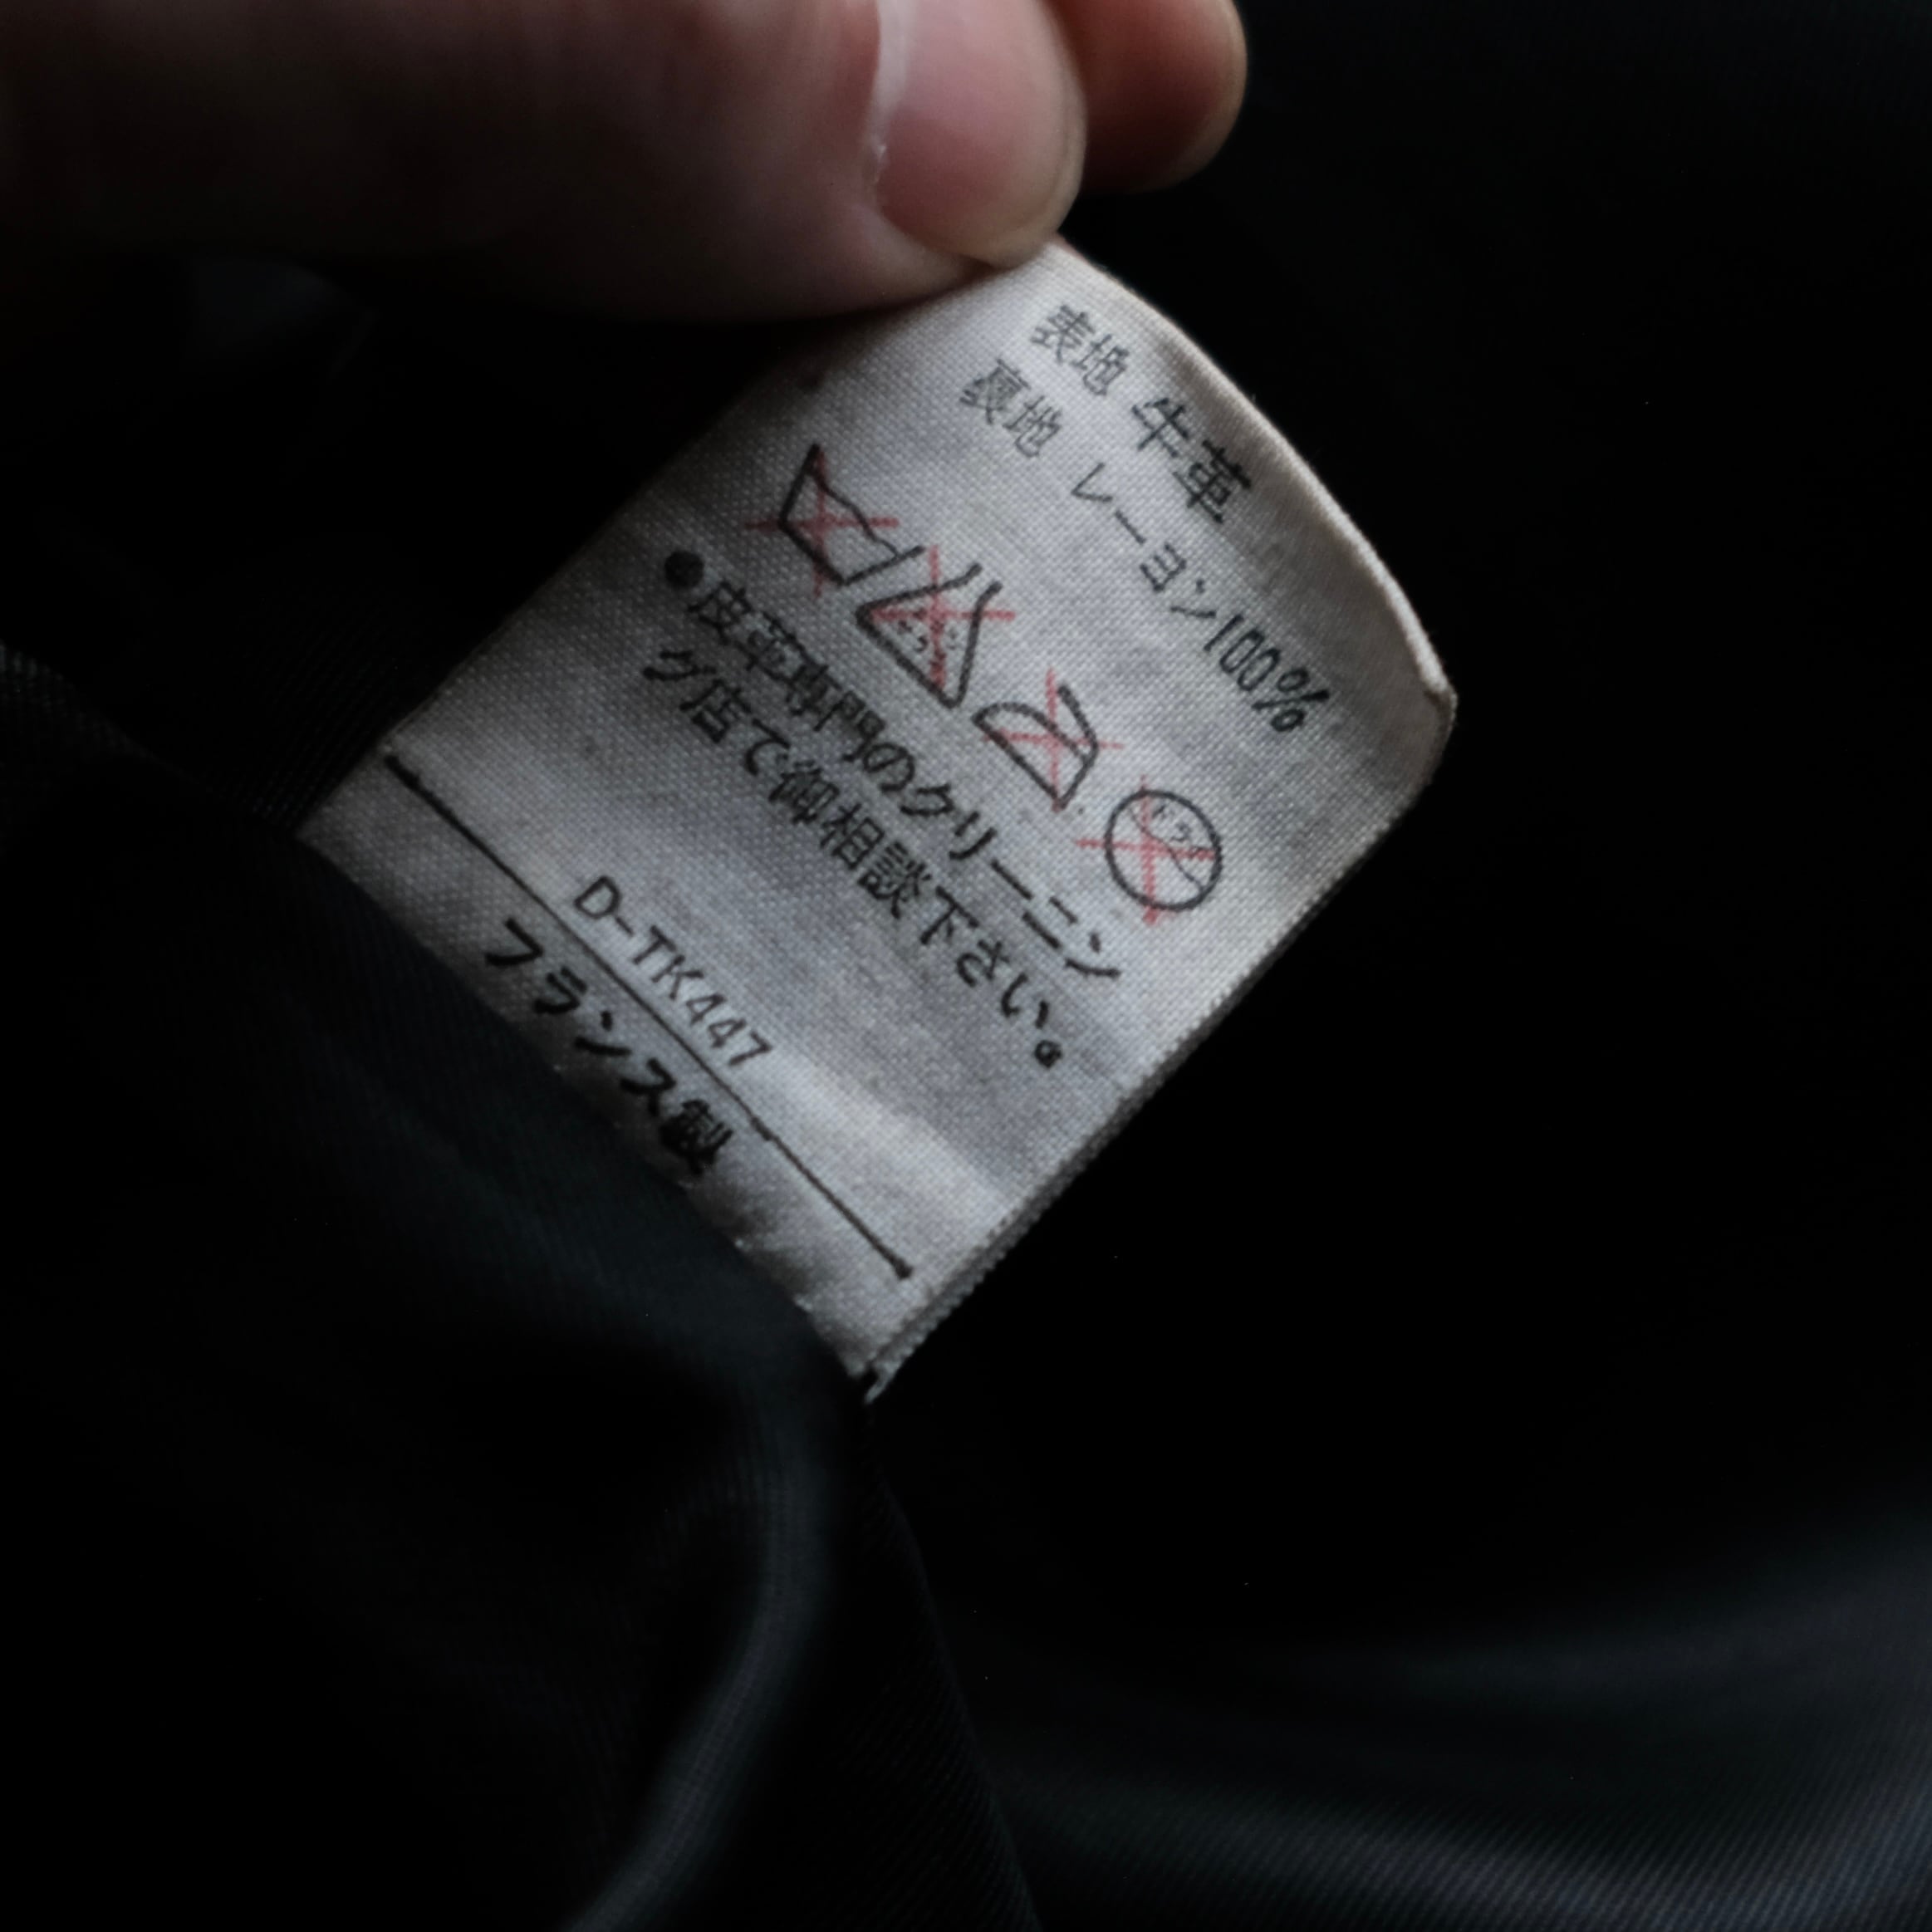 表地 牛革
裏地 レーヨン100%
●皮革専門のクリーニン
グ店で御相談下さい。
D-TK447
フランス製